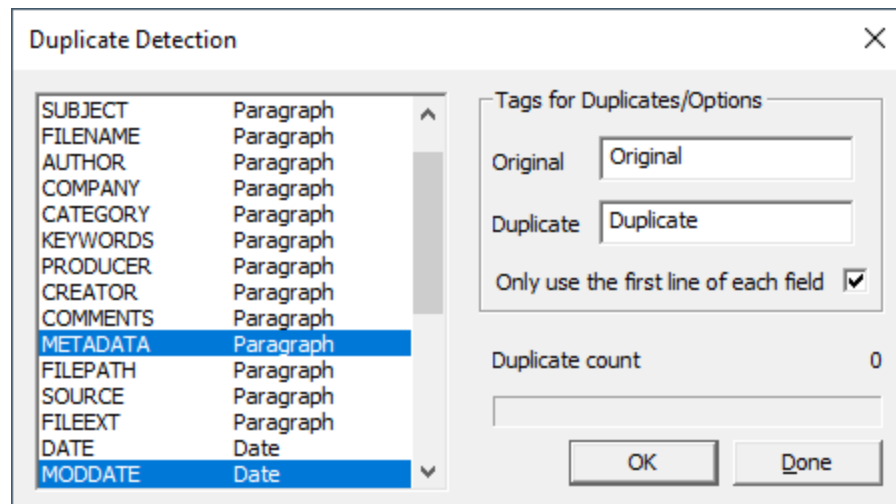 Duplicate Detection
SUBJECT Paragraph
FILENAME Paragraph
AUTHOR Paragraph
COMPANY Paragraph
CATEGORY Paragraph
KEYWORDS Paragraph
PRODUCER Paragraph
CREATOR Paragraph
COMMENTS Paragraph
METADATA Paragraph
FILEPATH Paragraph
SOURCE Paragraph
FILEEXT Paragraph
DATE Date
MODDATE Date
Tags for Duplicates/Options
Original Original
Duplicate Duplicate
Only use the first line of each field
Duplicate count 0
OK Done